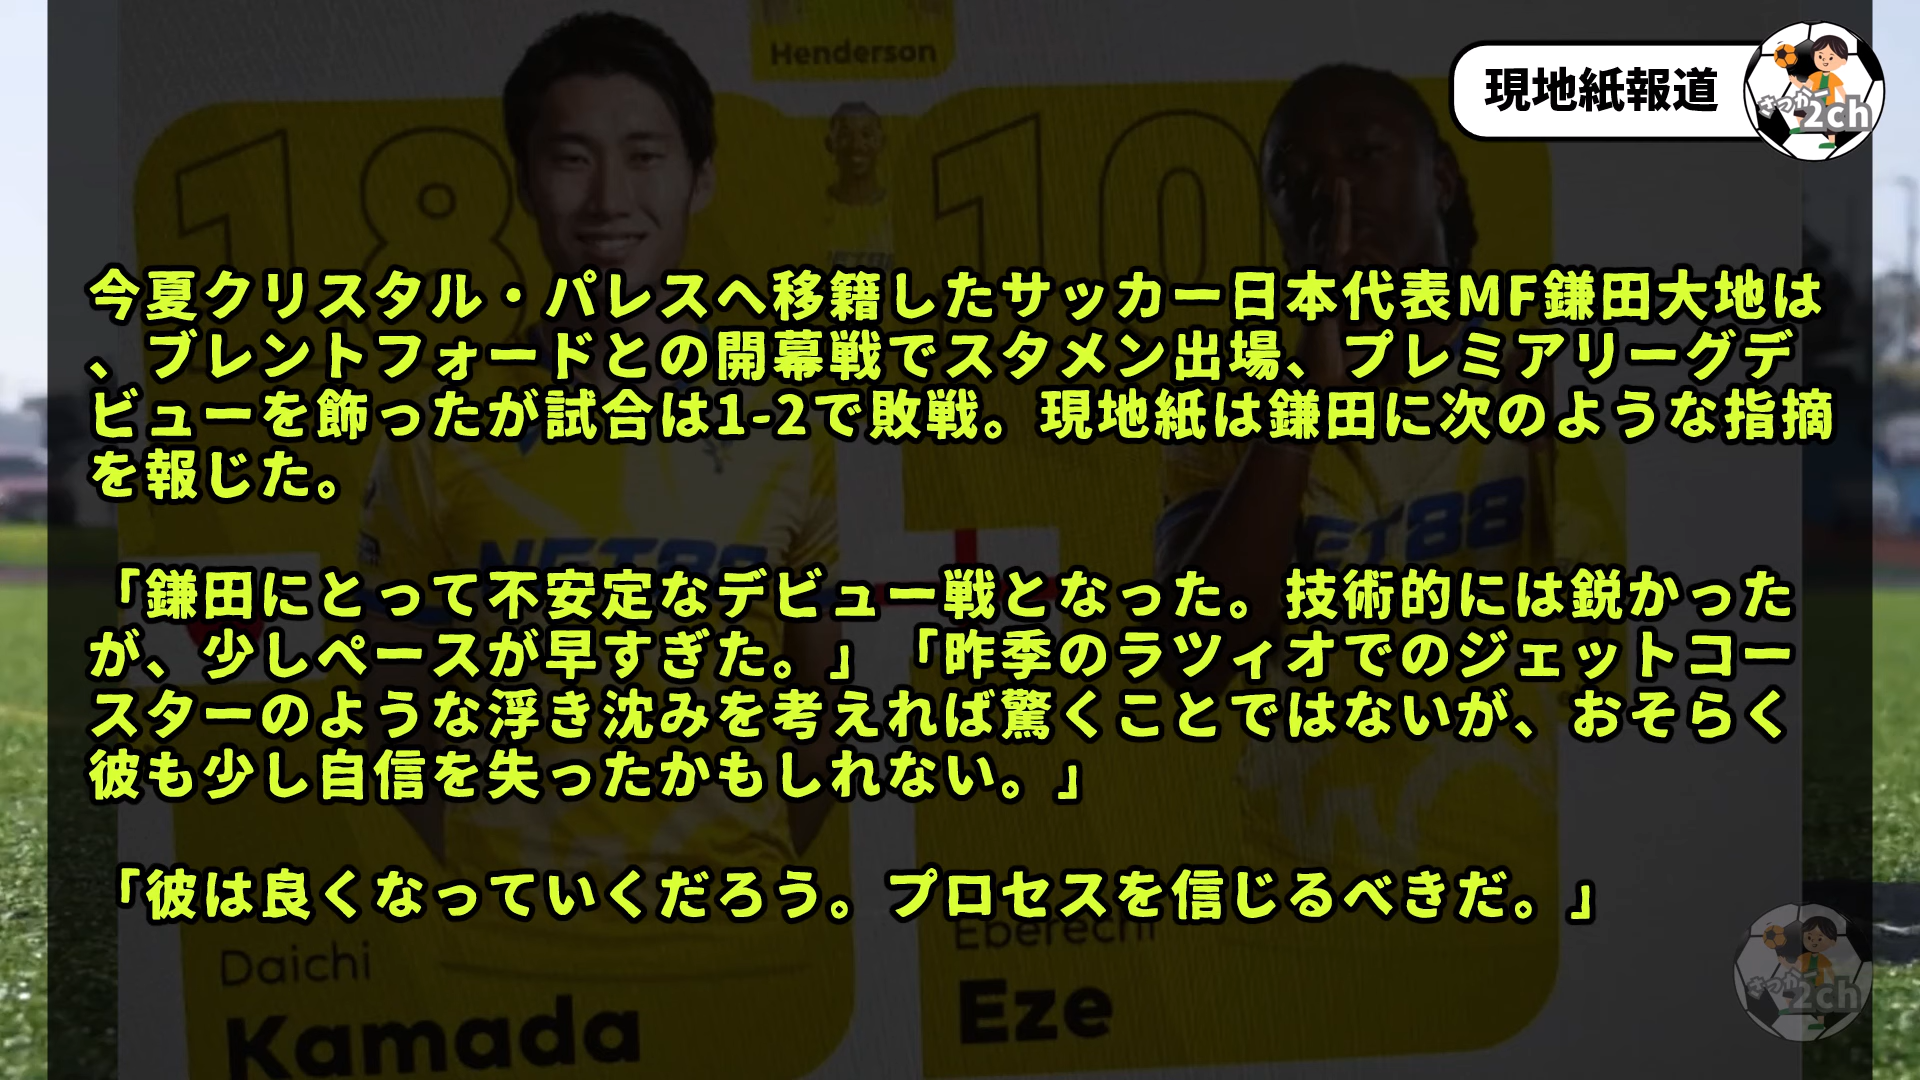 Henderson
現地紙報道
さっかー
2ch
18
10
今夏クリスタル・パレスへ移籍したサッカー日本代表MF鎌田大地は
、ブレントフォードとの開幕戦でスタメン出場、プレミアリーグデ
ビューを飾ったが試合は1-2で敗戦。現地紙は鎌田に次のような指摘
を報じた。
「鎌田にとって不安定なデビュー戦となった。技術的には鋭かった
が、少しペースが早すぎた。」「昨季のラツィオでのジェットコー
スターのような浮き沈みを考えれば驚くことではないが、おそらく
彼も少し自信を失ったかもしれない。」
「彼は良くなっていくだろう。プロセスを信じるべきだ。」
NET88
NET88
Daichi
Kamada
Eberechi
Eze
さっかー
2ch